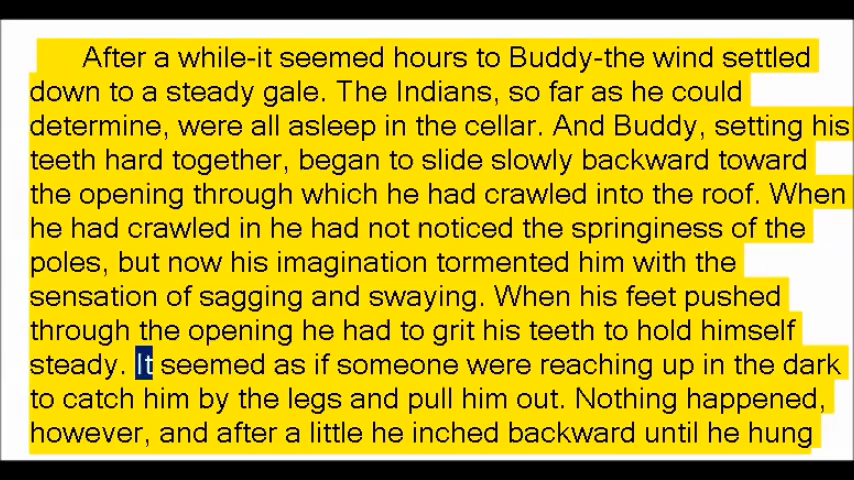 After a while-it seemed hours to Buddy-the wind settled
down to a steady gale. The Indians, so far as he could
determine, were all asleep in the cellar. And Buddy, setting his
teeth hard together, began to slide slowly backward toward
the opening through which he had crawled into the roof. When
he had crawled in he had not noticed the springiness of the
poles, but now his imagination tormented him with the
sensation of sagging and swaying. When his feet pushed
through the opening he had to grit his teeth to hold himself
steady. It seemed as if someone were reaching up in the dark
to catch him by the legs and pull him out. Nothing happened,
however, and after a little he inched backward until he hung